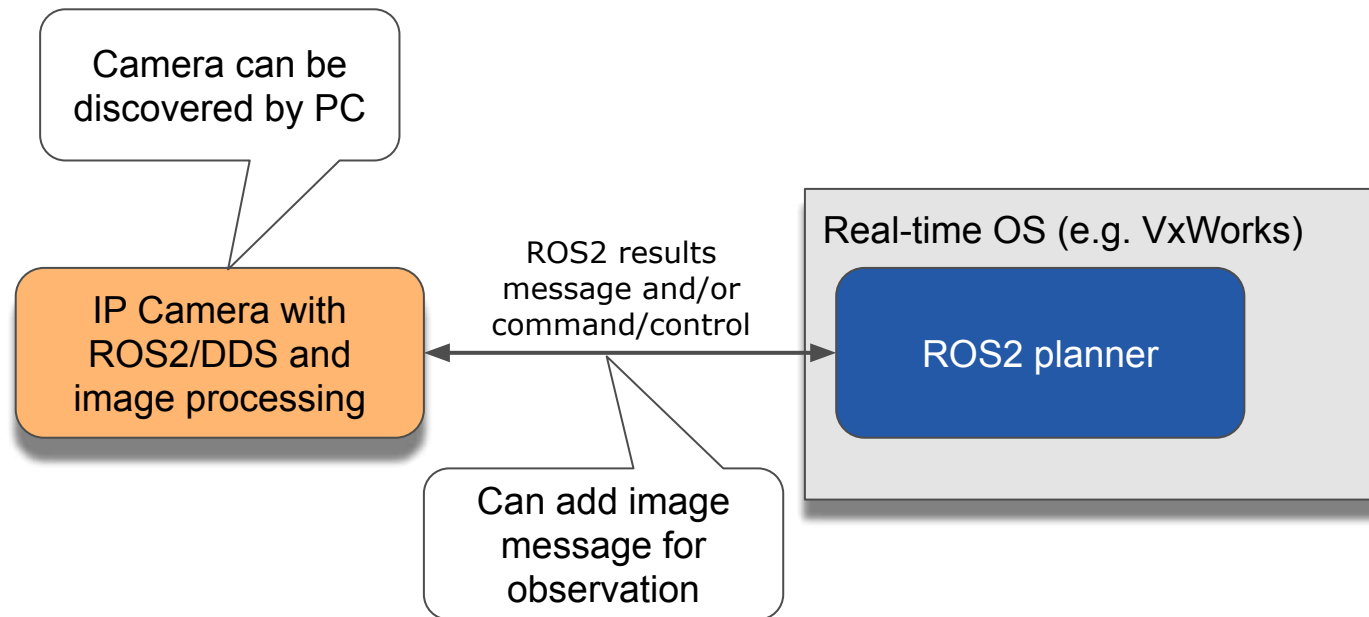 Camera can be
discovered by PC
Real-time OS (e.g. VxWorks)
ROS2 results
message and/or
command/control
IP Camera with
ROS2/DDS and
image processing
ROS2 planner
Can add image
message for
observation